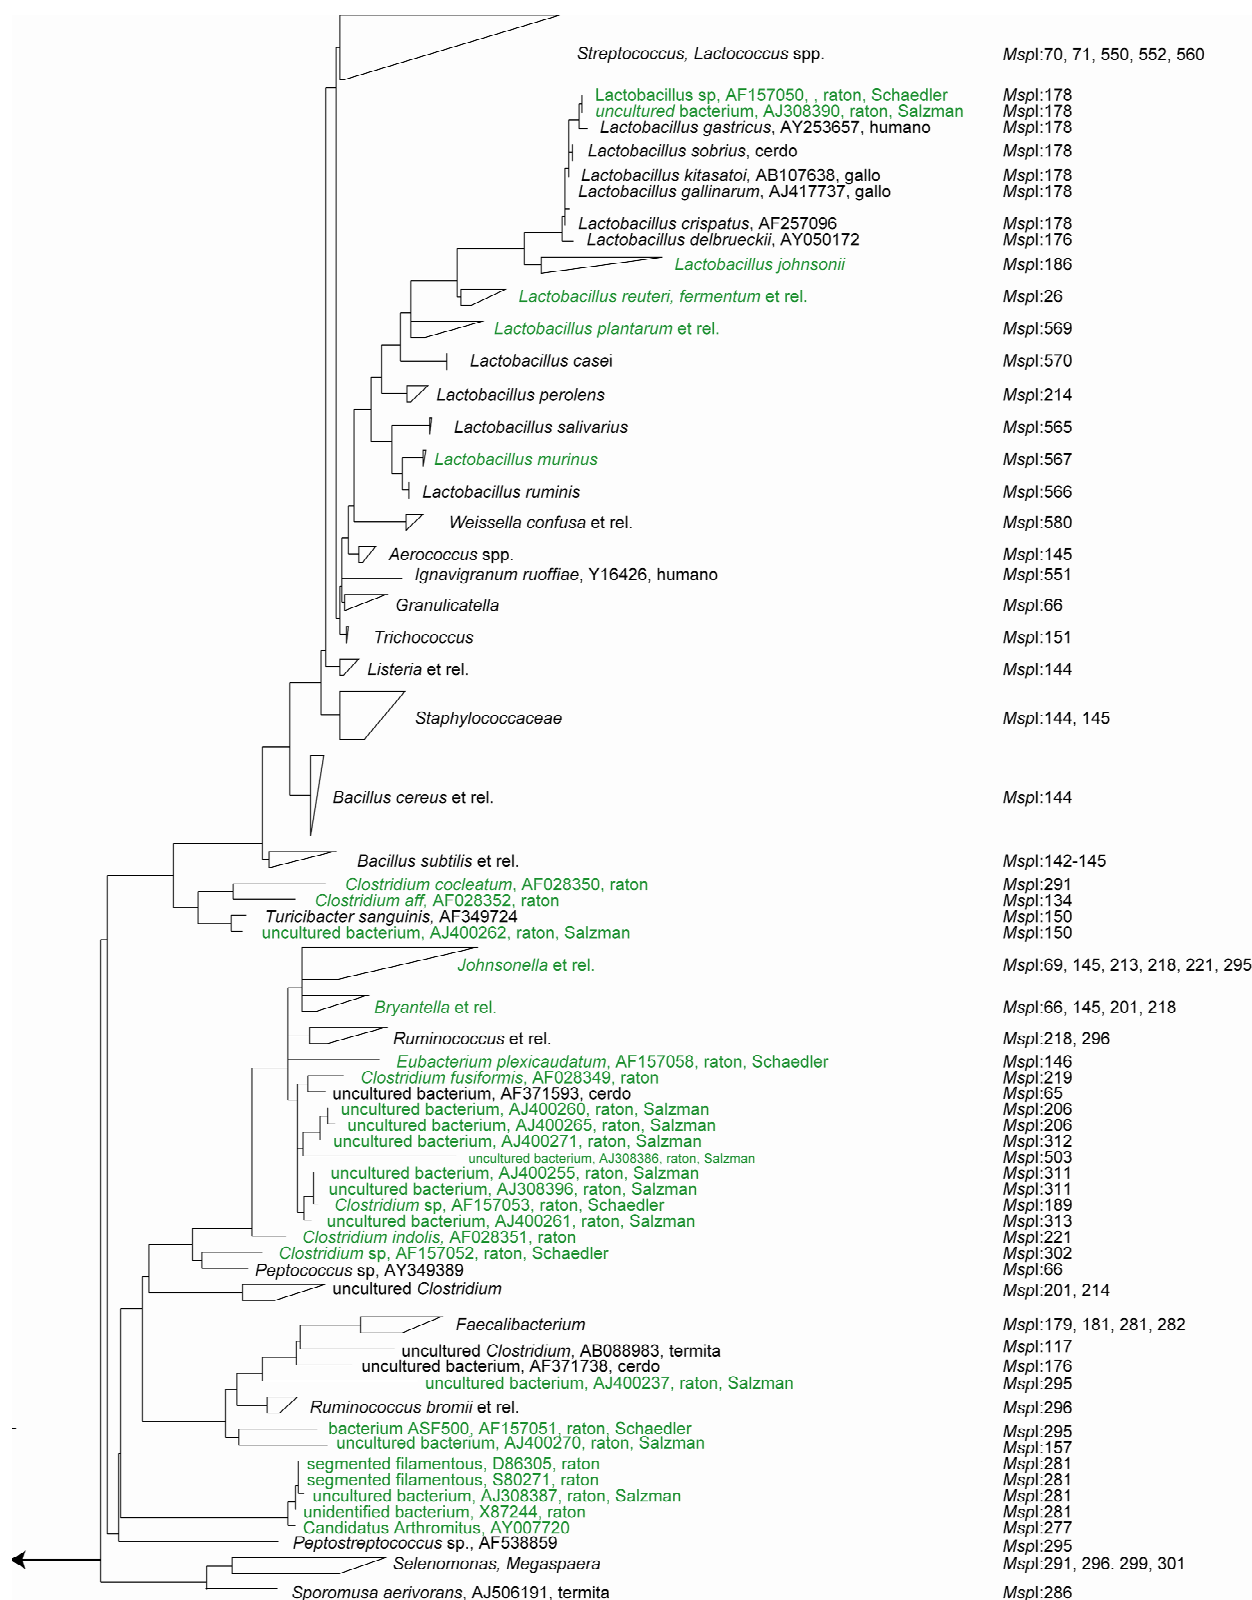 Streptococcus, Lactococcus spp. MspI:70, 71, 550, 552, 560
Lactobacillus sp, AF157050, , raton, Schaedler MspI:178
uncultured bacterium, AJ308390, raton, Salzman MspI:178
Lactobacillus gastricus, AY253657, humano MspI:178
Lactobacillus sobrius, cerdo MspI:178
Lactobacillus kitasatoi, AB107638, gallo MspI:178
Lactobacillus gallinarum, AJ417737, gallo MspI:178
Lactobacillus crispatus, AF257096 MspI:178
Lactobacillus delbrueckii, AY050172 MspI:176
Lactobacillus johnsonii MspI:186
Lactobacillus reuteri, fermentum et rel. MspI:26
Lactobacillus plantarum et rel. MspI:569
Lactobacillus casei MspI:570
Lactobacillus perolens MspI:214
Lactobacillus salivarius MspI:565
Lactobacillus murinus MspI:567
Lactobacillus ruminis MspI:566
Weissella confusa et rel. MspI:580
Aerococcus spp. MspI:145
Ignavigranum ruoffiae, Y16426, humano MspI:551
Granulicatella MspI:66
Trichococcus MspI:151
Listeria et rel. MspI:144
Staphylococcaceae MspI:144, 145
Bacillus cereus et rel. MspI:144
Bacillus subtilis et rel. MspI:142-145
Clostridium cocleatum, AF028350, raton MspI:291
Clostridium aff, AF028352, raton MspI:134
Turicibacter sanguinis, AF349724 MspI:150
uncultured bacterium, AJ400262, raton, Salzman MspI:150
Johnsonella et rel. MspI:69, 145, 213, 218, 221, 295
Bryantella et rel. MspI:66, 145, 201, 218
Ruminococcus et rel. MspI:218, 296
Eubacterium plexicaudatum, AF157058, raton, Schaedler MspI:146
Clostridium fusiformis, AF028349, raton MspI:219
uncultured bacterium, AF371593, cerdo MspI:65
uncultured bacterium, AJ400260, raton, Salzman MspI:206
uncultured bacterium, AJ400265, raton, Salzman MspI:206
uncultured bacterium, AJ400271, raton, Salzman MspI:312
uncultured bacterium, AJ308386, raton, Salzman MspI:503
uncultured bacterium, AJ400255, raton, Salzman MspI:311
uncultured bacterium, AJ308396, raton, Salzman MspI:311
Clostridium sp, AF157053, raton, Schaedler MspI:189
uncultured bacterium, AJ400261, raton, Salzman MspI:313
Clostridium indolis, AF028351, raton MspI:221
Clostridium sp, AF157052, raton, Schaedler MspI:302
Peptococcus sp, AY349389 MspI:66
uncultured Clostridium MspI:201, 214
Faecalibacterium MspI:179, 181, 281, 282
uncultured Clostridium, AB088983, termita MspI:117
uncultured bacterium, AF371738, cerdo MspI:176
uncultured bacterium, AJ400237, raton, Salzman MspI:295
Ruminococcus bromii et rel. MspI:296
bacterium ASF500, AF157051, raton, Schaedler MspI:295
uncultured bacterium, AJ400270, raton, Salzman MspI:157
segmented filamentous, D86305, raton MspI:281
segmented filamentous, S80271, raton MspI:281
uncultured bacterium, AJ308387, raton, Salzman MspI:281
unidentified bacterium, X87244, raton MspI:281
Candidatus Arthromitus, AY007720 MspI:277
Peptostreptococcus sp., AF538859 MspI:295
Selenomonas, Megaspaera MspI:291, 296. 299, 301
Sporomusa aerivorans, AJ506191, termita MspI:286